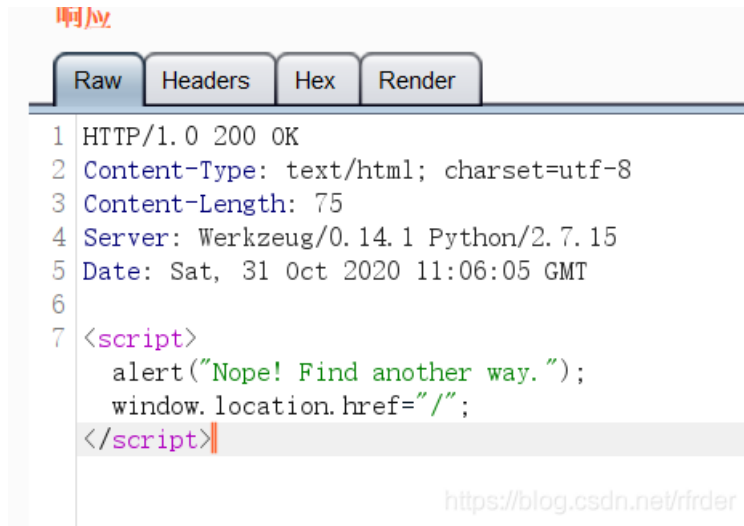 响应
Raw Headers Hex Render
1 HTTP/1.0 200 OK
2 Content-Type: text/html; charset=utf-8
3 Content-Length: 75
4 Server: Werkzeug/0.14.1 Python/2.7.15
5 Date: Sat, 31 Oct 2020 11:06:05 GMT
6
7 <script>
alert("Nope! Find another way.");
window.location.href="/";
</script>
https://blog.csdn.net/rfrder